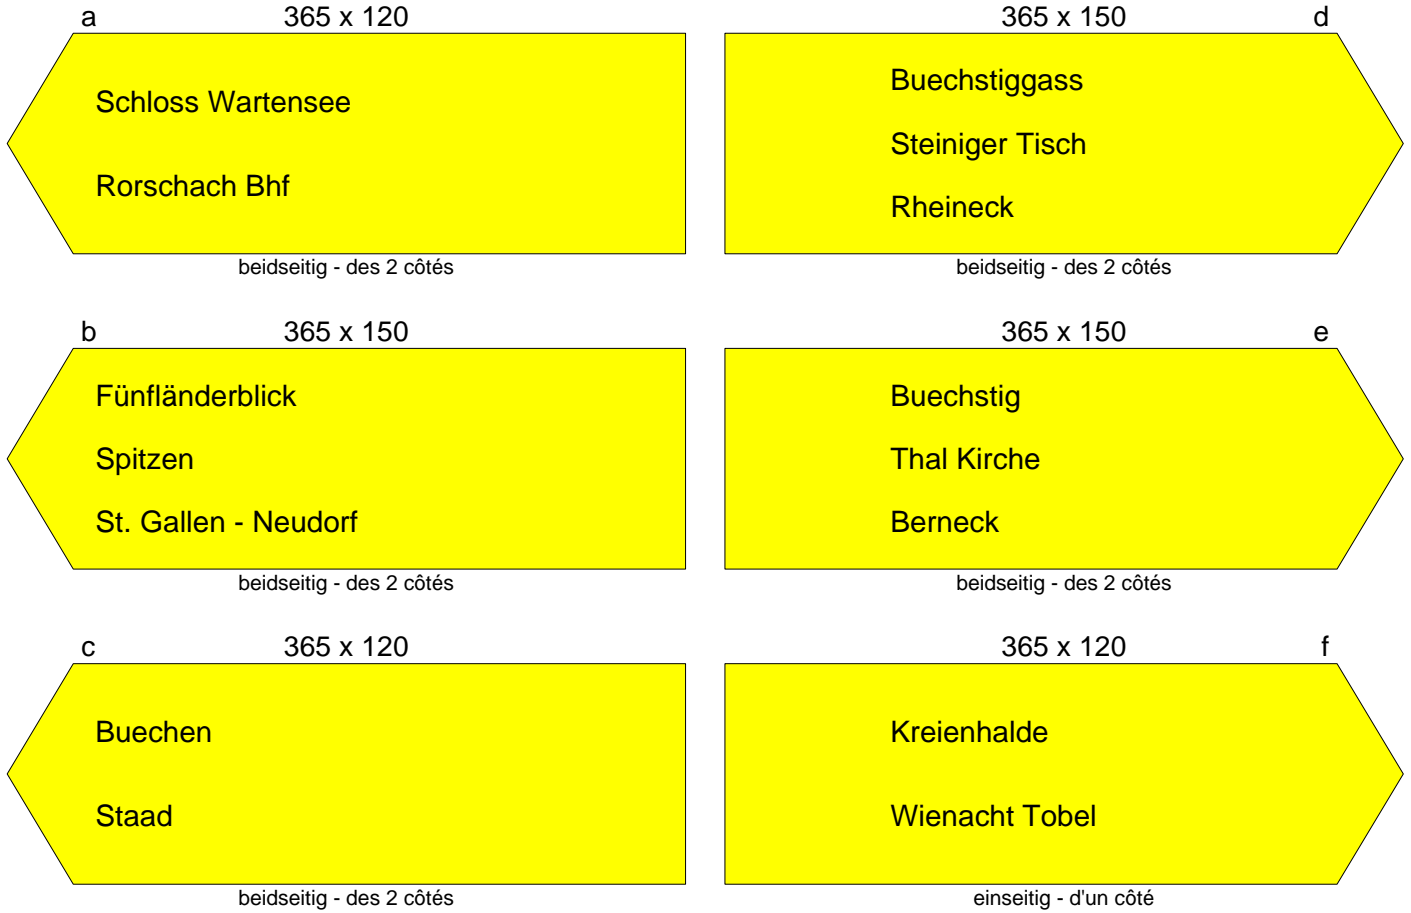 a 365 x 120
Schloss Wartensee
Rorschach Bhf
beidseitig - des 2 côtés
365 x 150 d
Buechstiggass
Steiniger Tisch
Rheineck
beidseitig - des 2 côtés
b 365 x 150
Fünfländerblick
Spitzen
St. Gallen - Neudorf
beidseitig - des 2 côtés
365 x 150 e
Buechstig
Thal Kirche
Berneck
beidseitig - des 2 côtés
c 365 x 120
Buechen
Staad
beidseitig - des 2 côtés
365 x 120 f
Kreienhalde
Wienacht Tobel
einseitig - d'un côté